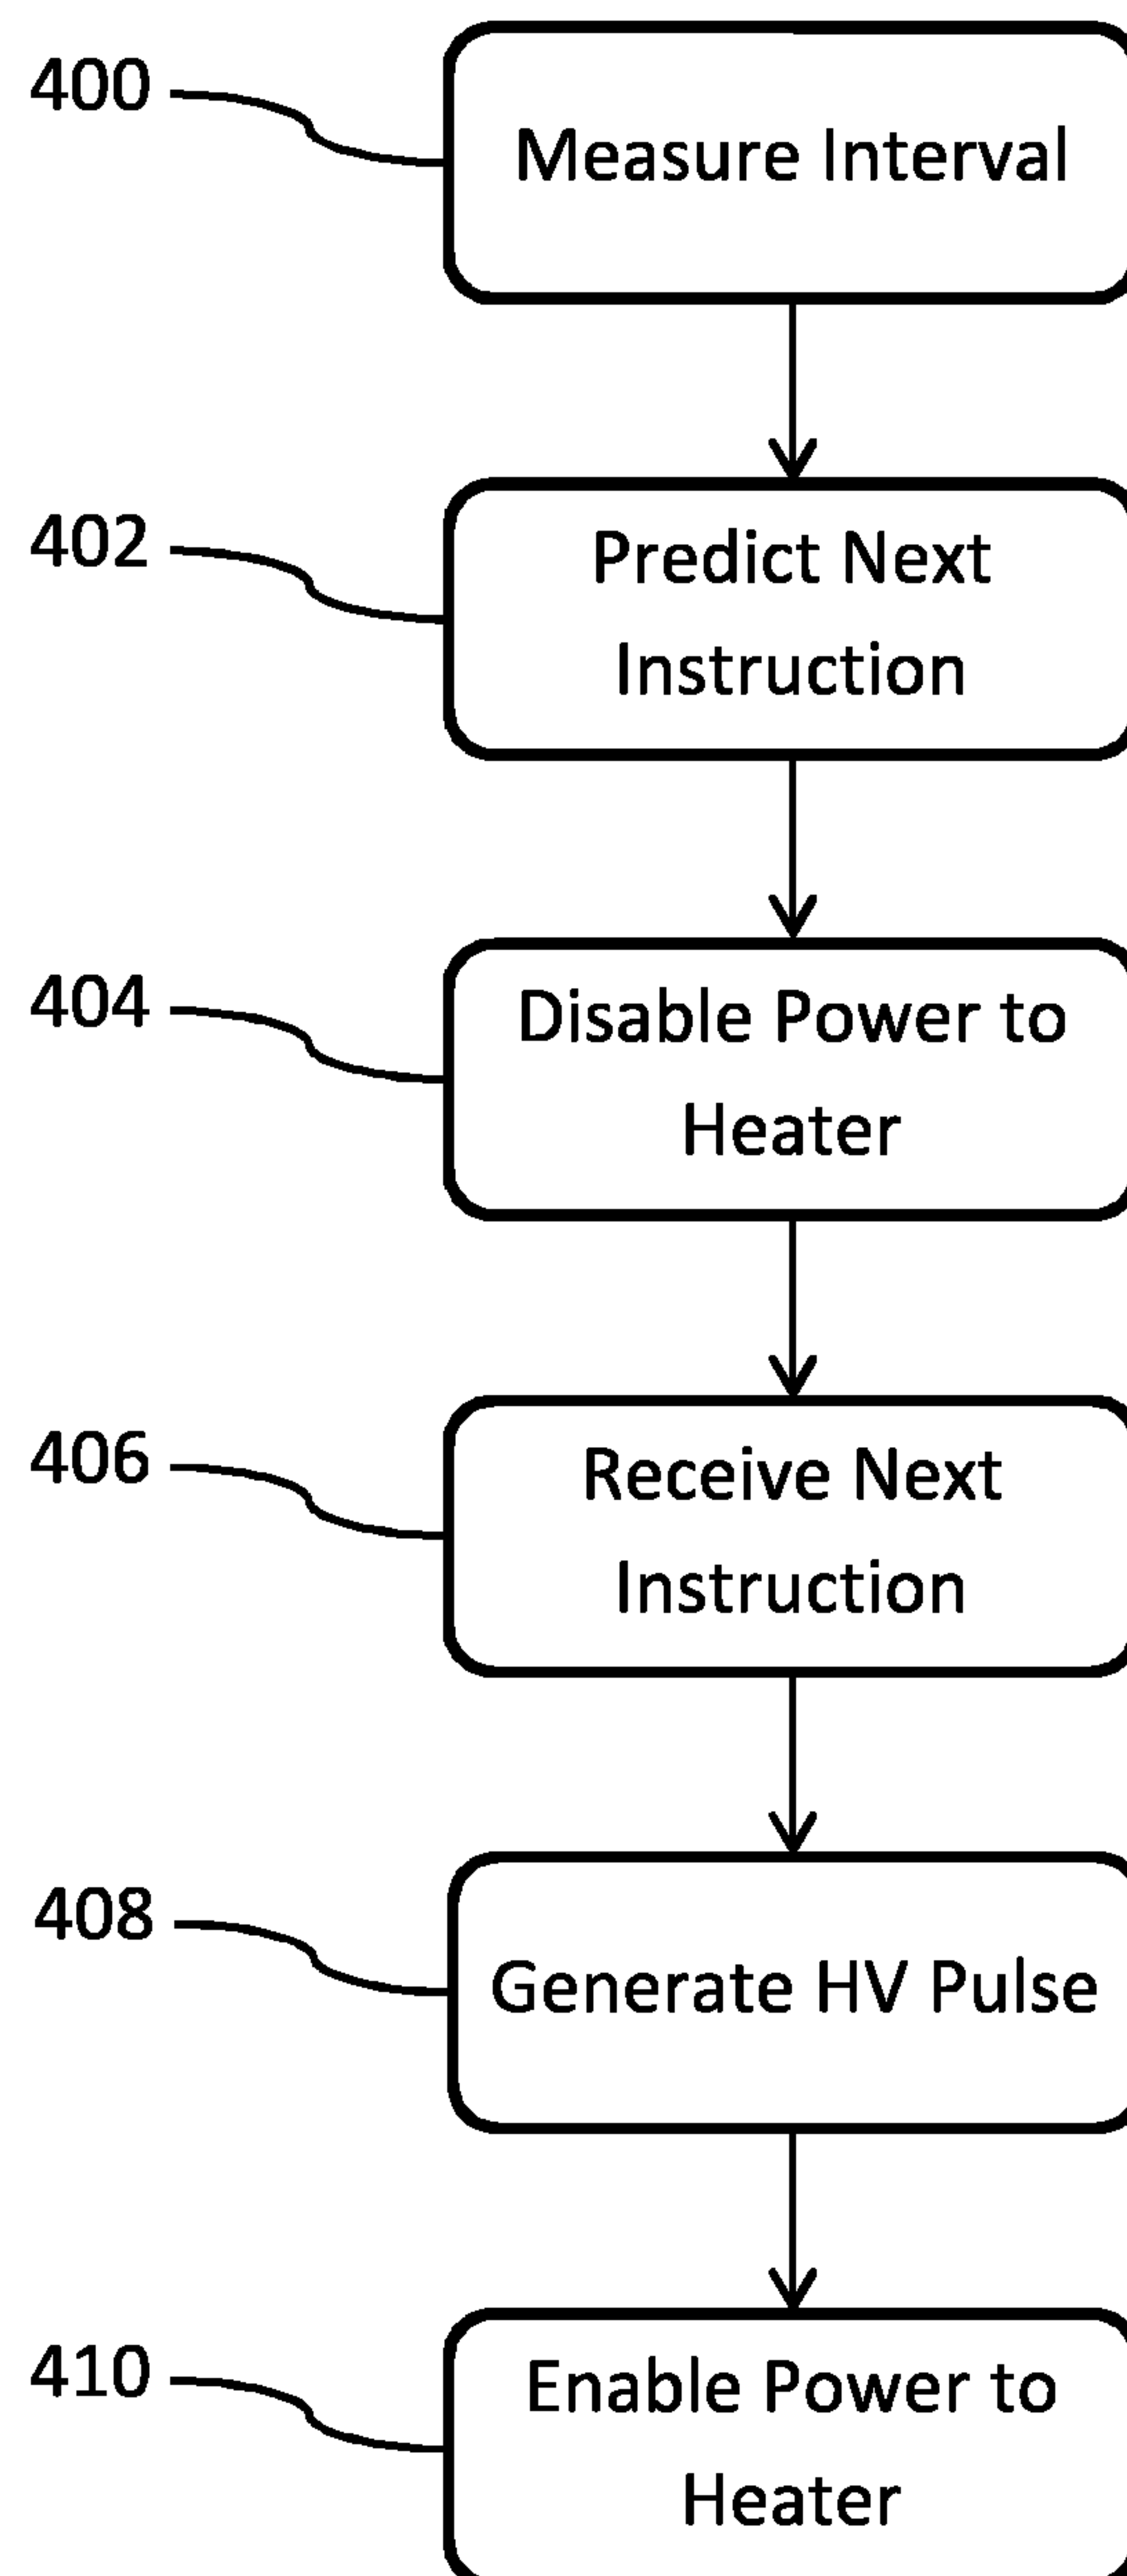 400
Measure Interval
402
Predict Next
Instruction
404
Disable Power to
Heater
406
Receive Next
Instruction
408
Generate HV Pulse
410
Enable Power to
Heater